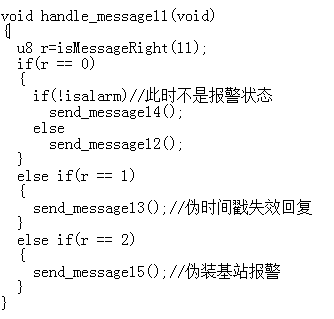 void handle_message11(void)
{
  u8 r=isMessageRight(11);
  if(r == 0)
  {
    if(!isalarm)//此时不是报警状态
      send_message14();
    else
      send_message12();
  }
  else if(r == 1)
  {
    send_message13();//伪时间戳失效回复
  }
  else if(r == 2)
  {
    send_message15();//伪装基站报警
  }
}